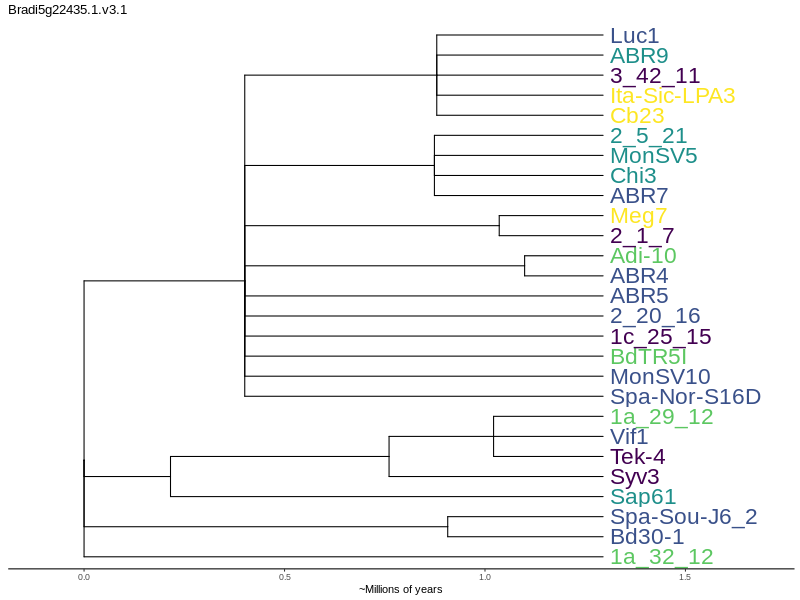 Bradi5g22435.1.v3.1
Luc1
ABR9
3_42_11
Ita-Sic-LPA3
Cb23
2_5_21
MonSV5
Chi3
ABR7
Meg7
2_1_7
Adi-10
ABR4
ABR5
2_20_16
1c_25_15
BdTR5I
MonSV10
Spa-Nor-S16D
1a_29_12
Vif1
Tek-4
Syv3
Sap61
Spa-Sou-J6_2
Bd30-1
1a_32_12
0.0 0.5 1.0 1.5
~Millions of years